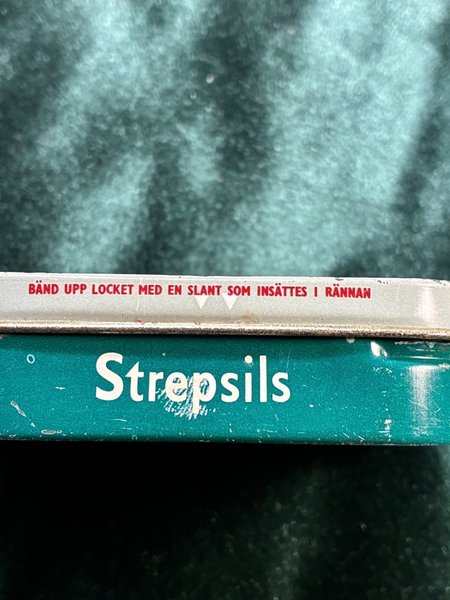 BÄND UPP LOCKET MED EN SLANT SOM INSÄTTES I RÄNNAN
Strepsils